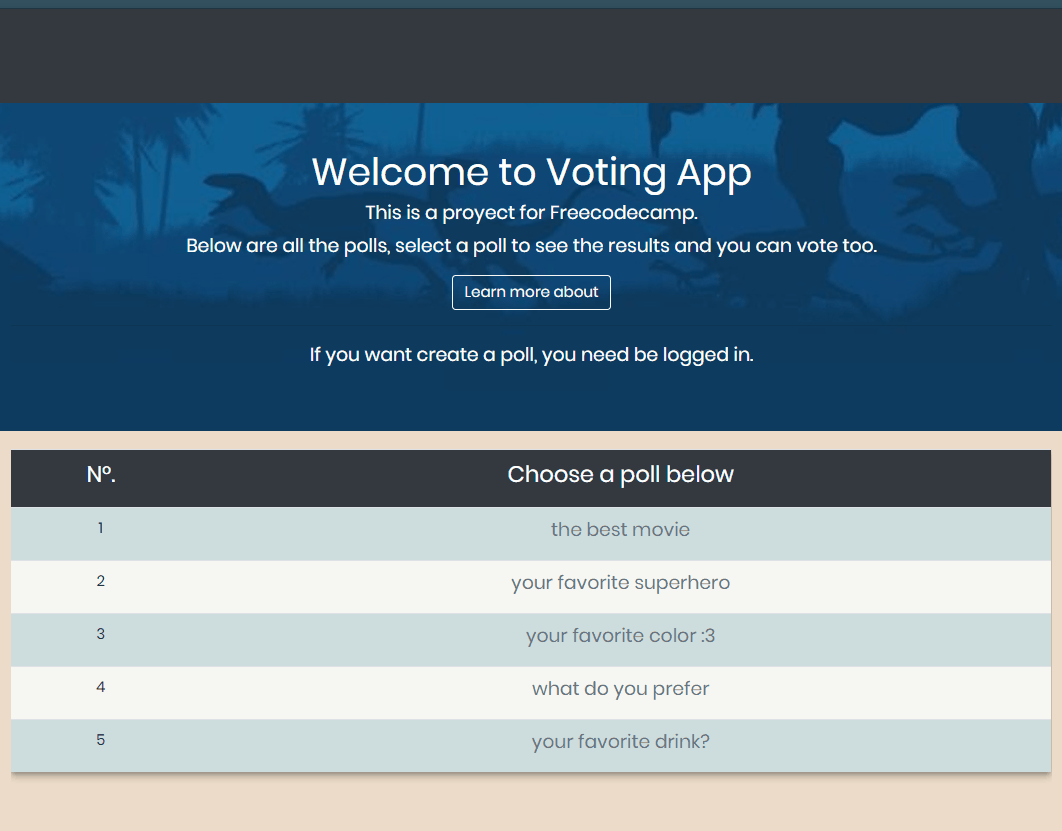 Welcome to Voting App
This is a proyect for Freecodecamp.
Below are all the polls, select a poll to see the results and you can vote too.
Learn more about
If you want create a poll, you need be logged in.
Nº. Choose a poll below
1 the best movie
2 your favorite superhero
3 your favorite color :3
4 what do you prefer
5 your favorite drink?